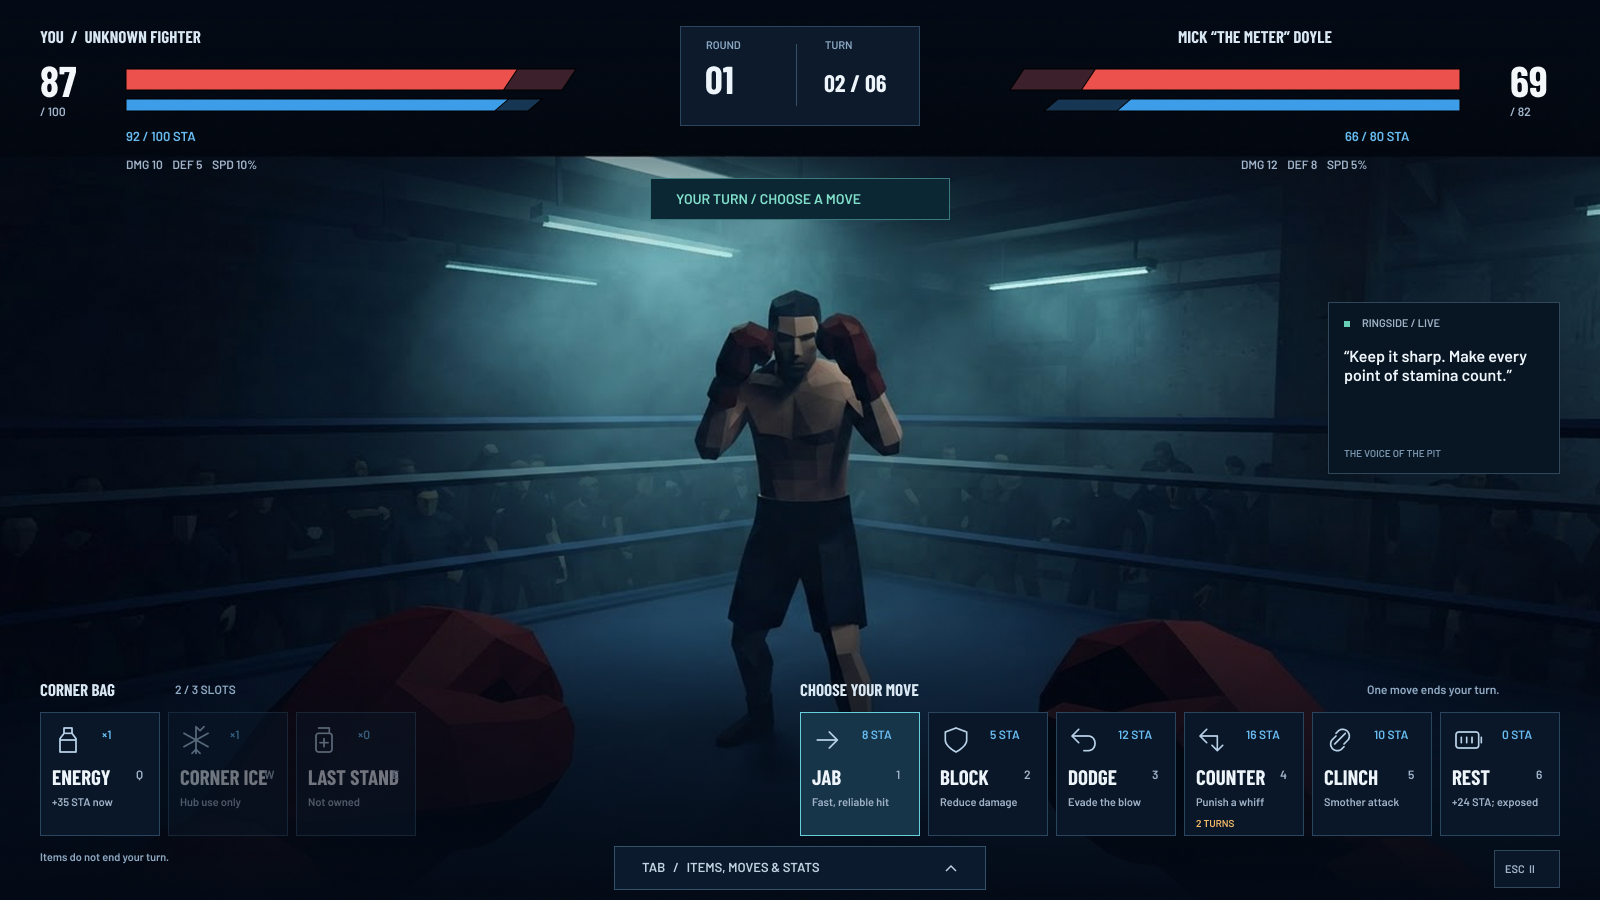 YOU / UNKNOWN FIGHTER
87
/ 100
92 / 100 STA
DMG 10 DEF 5 SPD 10%
ROUND
01
TURN
02 / 06
MICK “THE METER” DOYLE
69
/ 82
66 / 80 STA
DMG 12 DEF 8 SPD 5%
YOUR TURN / CHOOSE A MOVE
RINGSIDE / LIVE
“Keep it sharp. Make every
point of stamina count.”
THE VOICE OF THE PIT
CORNER BAG
2 / 3 SLOTS
×1
ENERGY Q
+35 STA now
×1
CORNER ICE W
Hub use only
×0
LAST STAND
Not owned
Items do not end your turn.
CHOOSE YOUR MOVE
One move ends your turn.
8 STA
JAB 1
Fast, reliable hit
5 STA
BLOCK 2
Reduce damage
12 STA
DODGE 3
Evade the blow
16 STA
COUNTER 4
Punish a whiff
2 TURNS
10 STA
CLINCH 5
Smother attack
0 STA
REST 6
+24 STA; exposed
TAB / ITEMS, MOVES & STATS
ESC II